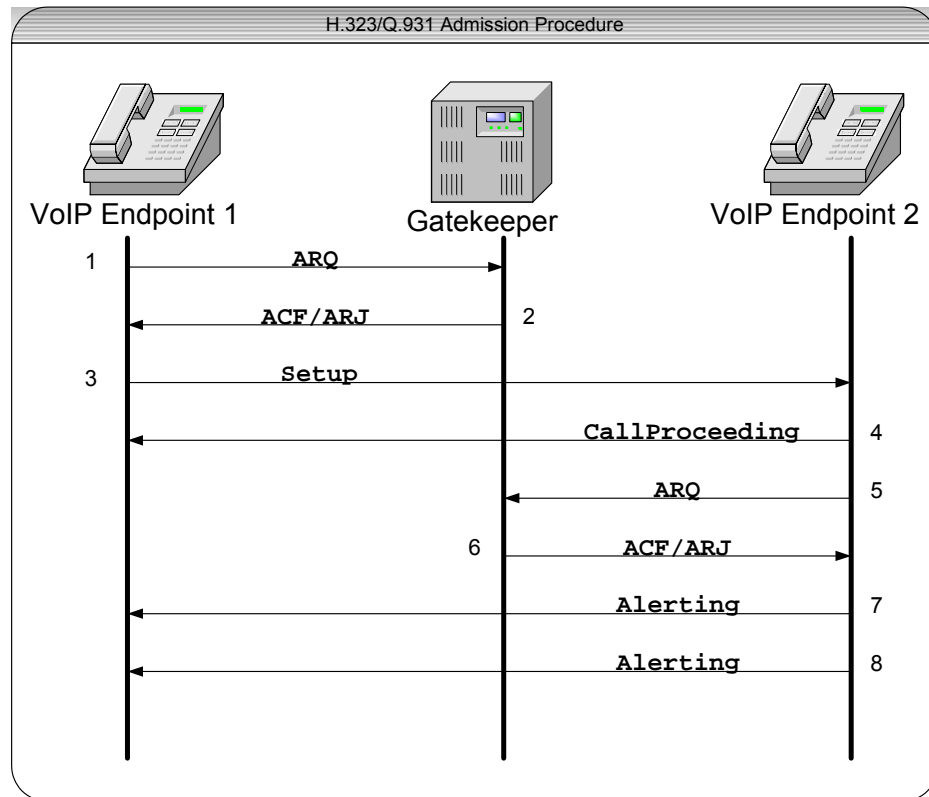 H.323/Q.931 Admission Procedure
VoIP Endpoint 1
Gatekeeper
VoIP Endpoint 2
1 ARQ
ACF/ARJ 2
3 Setup
CallProceeding 4
ARQ 5
6 ACF/ARJ
Alerting 7
Alerting 8